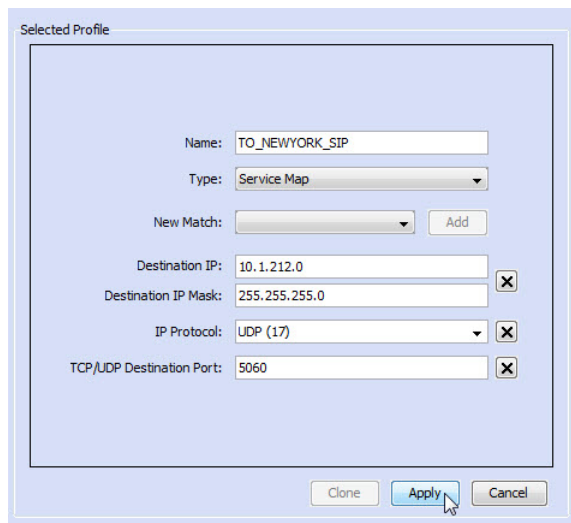 Selected Profile
Name: TO_NEWYORK_SIP
Type: Service Map
New Match: Add
Destination IP: 10.1.212.0
Destination IP Mask: 255.255.255.0
IP Protocol: UDP (17)
TCP/UDP Destination Port: 5060
Clone Apply Cancel